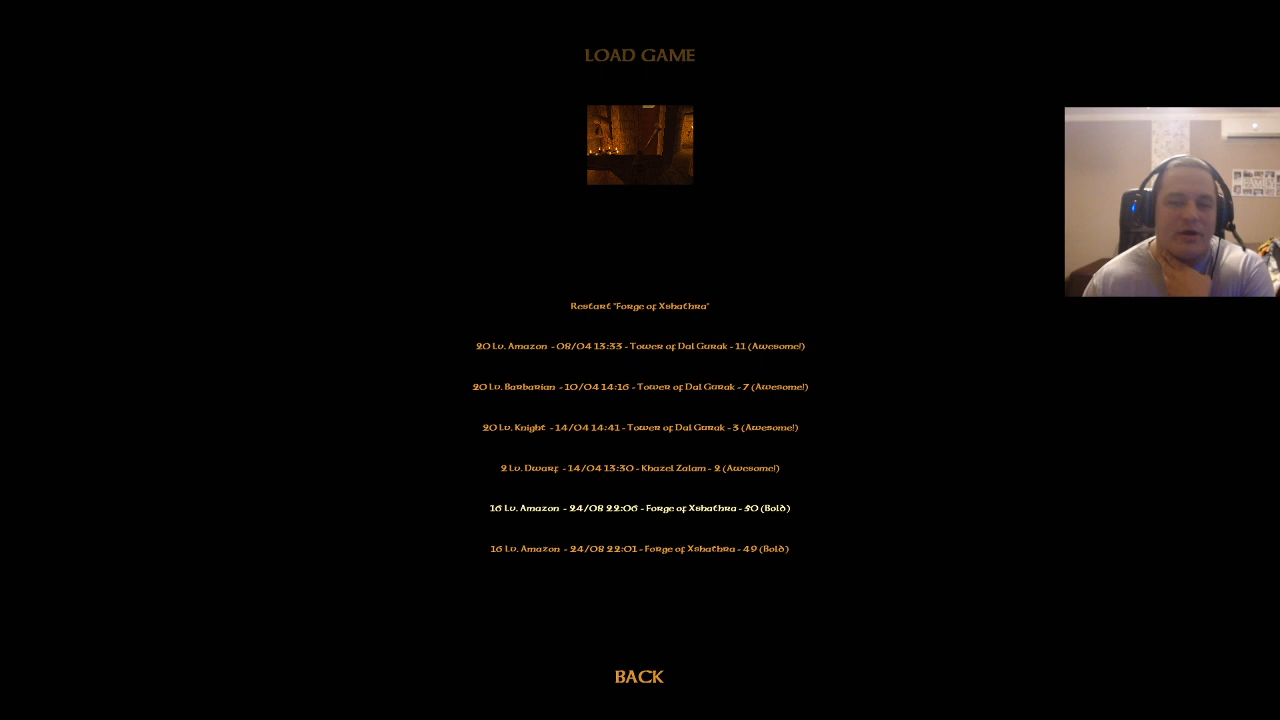 LOAD GAME
Restart "Forge of Xshathra"
20 Lv. Amazon - 08/04 13:33 - Tower of Dal Gurak - 11 (Awesome!)
20 Lv. Barbarian - 10/04 14:16 - Tower of Dal Gurak - 7 (Awesome!)
20 Lv. Knight - 14/04 14:41 - Tower of Dal Gurak - 3 (Awesome!)
2 Lv. Dwarf - 14/04 13:30 - Khazel Zalam - 2 (Awesome!)
16 Lv. Amazon - 24/08 22:06 - Forge of Xshathra - 50 (Bold)
16 Lv. Amazon - 24/08 22:01 - Forge of Xshathra - 49 (Bold)
BACK